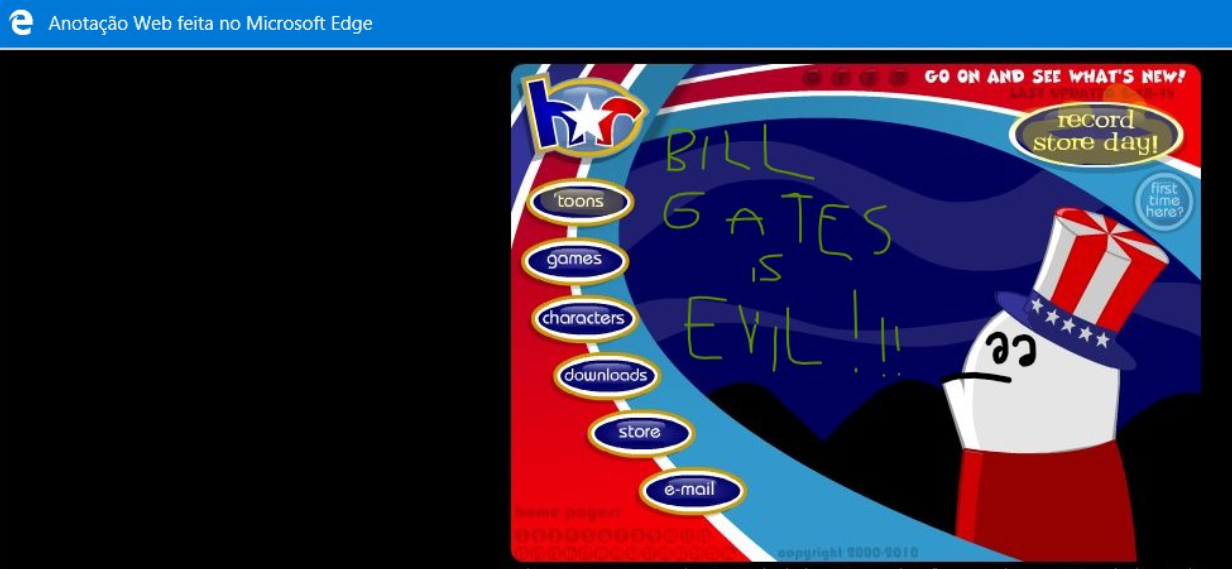 Anotação Web feita no Microsoft Edge
GO ON AND SEE WHAT'S NEW!
LAST UPDATE
hr
record
store day!
BILL
GATES
IS
EVIL!!!
first
time
here?
'toons
games
characters
downloads
store
e-mail
home pages:
copyright 2000-2010